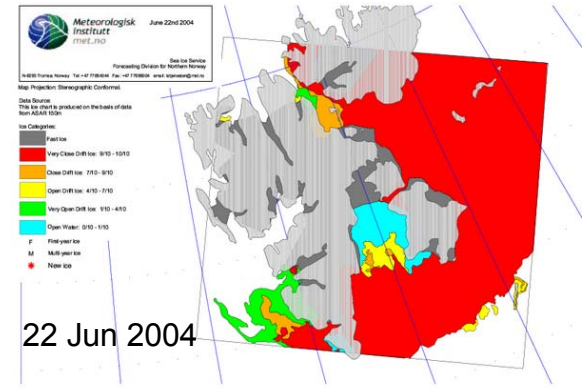 Meteorologisk
Institutt
met.no
June 22nd 2004
Sea Ice Service
Forecasting Division for Northern Norway
Map Projection: Stereographic Conformal.
Data Source:
This ice chart is produced on the basis of data
from ASAR 150m
Ice Categories:
Fast Ice
Very Close Drift Ice: 9/10 - 10/10
Close Drift Ice: 7/10 - 9/10
Open Drift Ice: 4/10 - 7/10
Very Open Drift Ice: 1/10 - 4/10
Open Water: 0/10 - 1/10
F First-year ice
M Multi-year ice
New ice
22 Jun 2004